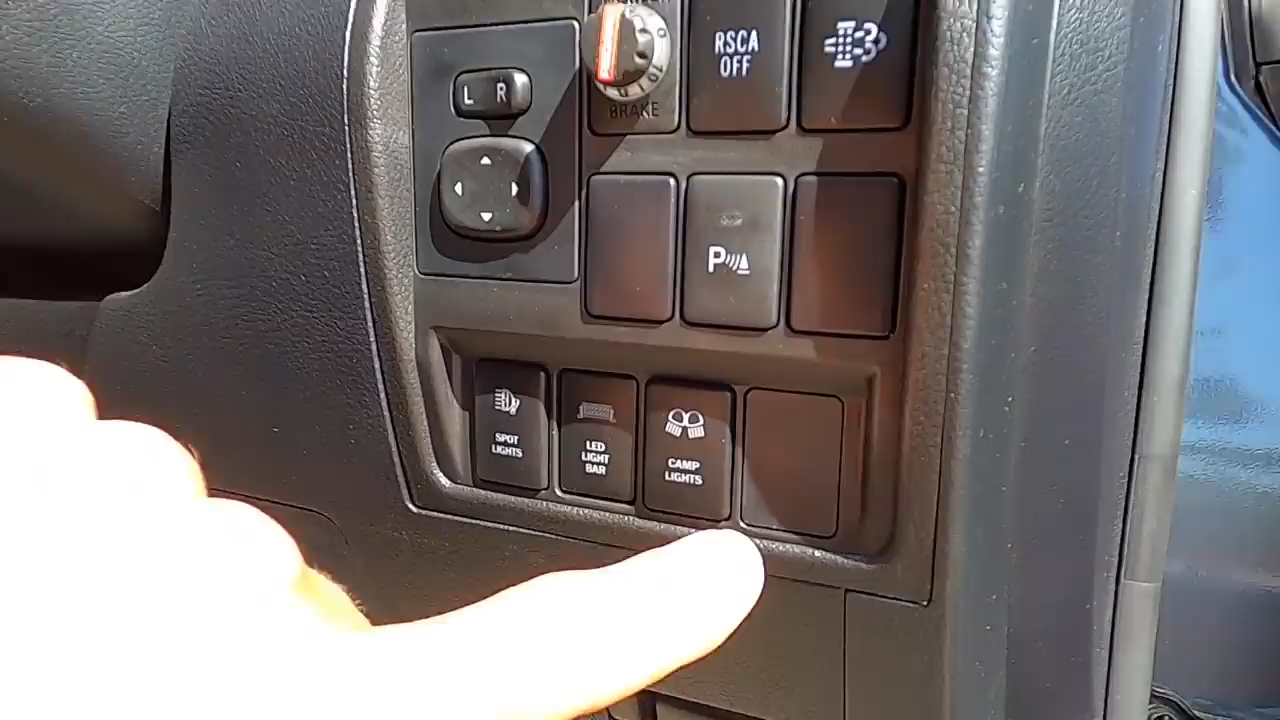 L R
BRAKE
RSCA
OFF
P
SPOT
LIGHTS
LED
LIGHT
BAR
CAMP
LIGHTS